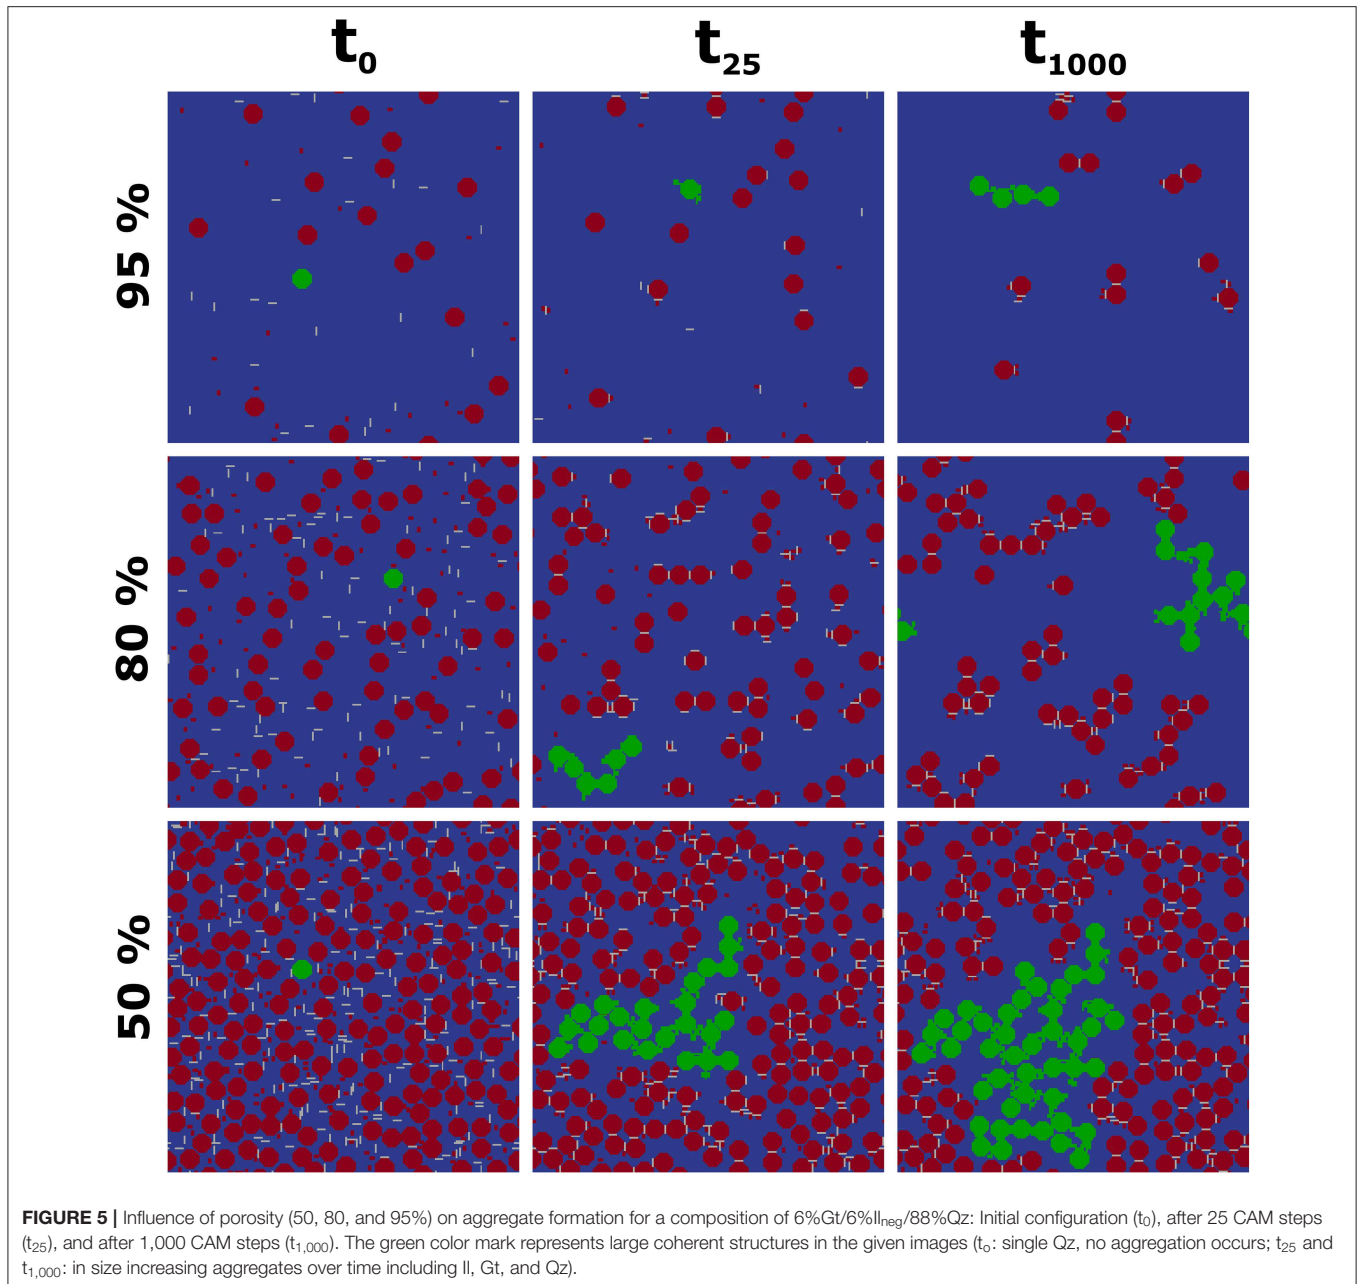 t0 t25 t1000
95 %
80 %
50 %
FIGURE 5 | Influence of porosity (50, 80, and 95%) on aggregate formation for a composition of 6%Gt/6%Ilneg/88%Qz: Initial configuration (t0), after 25 CAM steps
(t25), and after 1,000 CAM steps (t1,000). The green color mark represents large coherent structures in the given images (to: single Qz, no aggregation occurs; t25 and
t1,000: in size increasing aggregates over time including Il, Gt, and Qz).